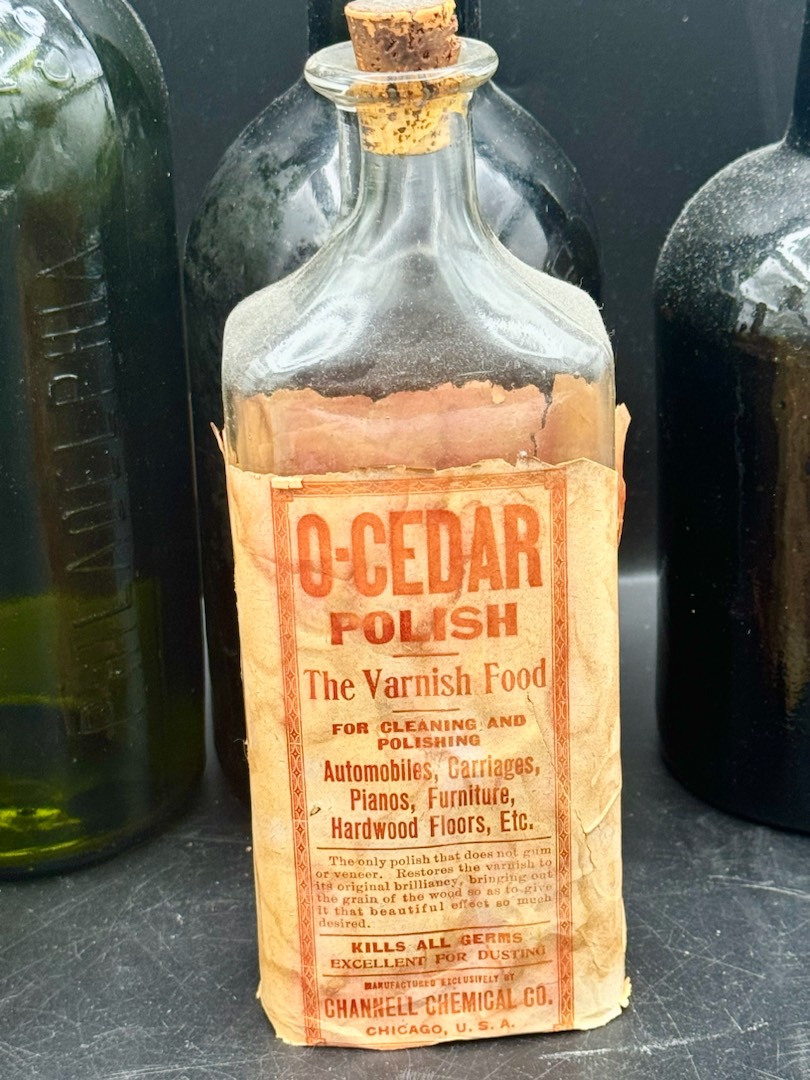 O-CEDAR
POLISH
The Varnish Food
FOR CLEANING AND
POLISHING
Automobiles, Carriages,
Pianos, Furniture,
Hardwood Floors, Etc.
The only polish that does not gum
or veneer. Restores the varnish to
its original brilliancy, bringing out
the grain of the wood so as to give
it that beautiful effect so much
desired.
KILLS ALL GERMS
EXCELLENT FOR DUSTING
MANUFACTURED EXCLUSIVELY BY
CHANNELL CHEMICAL CO.
CHICAGO, U.S.A.
PHILADELPHIA